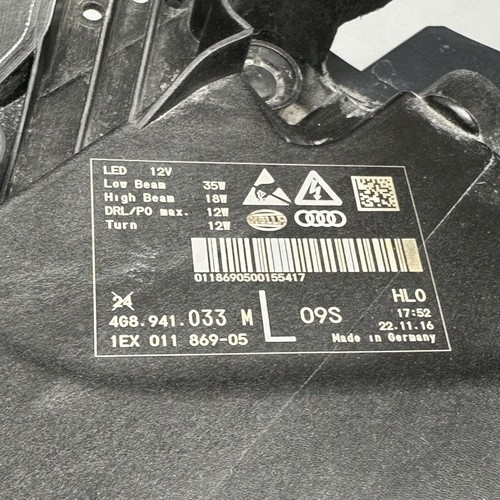 LED 12V
Low Beam 35W
High Beam 18W
DRL/PO max. 12W
Turn 12W
HELLA
0118690500155417
24
4G8.941.033 M L 09S
1EX 011 869-05
HL0
17:52
22.11.16
Made in Germany